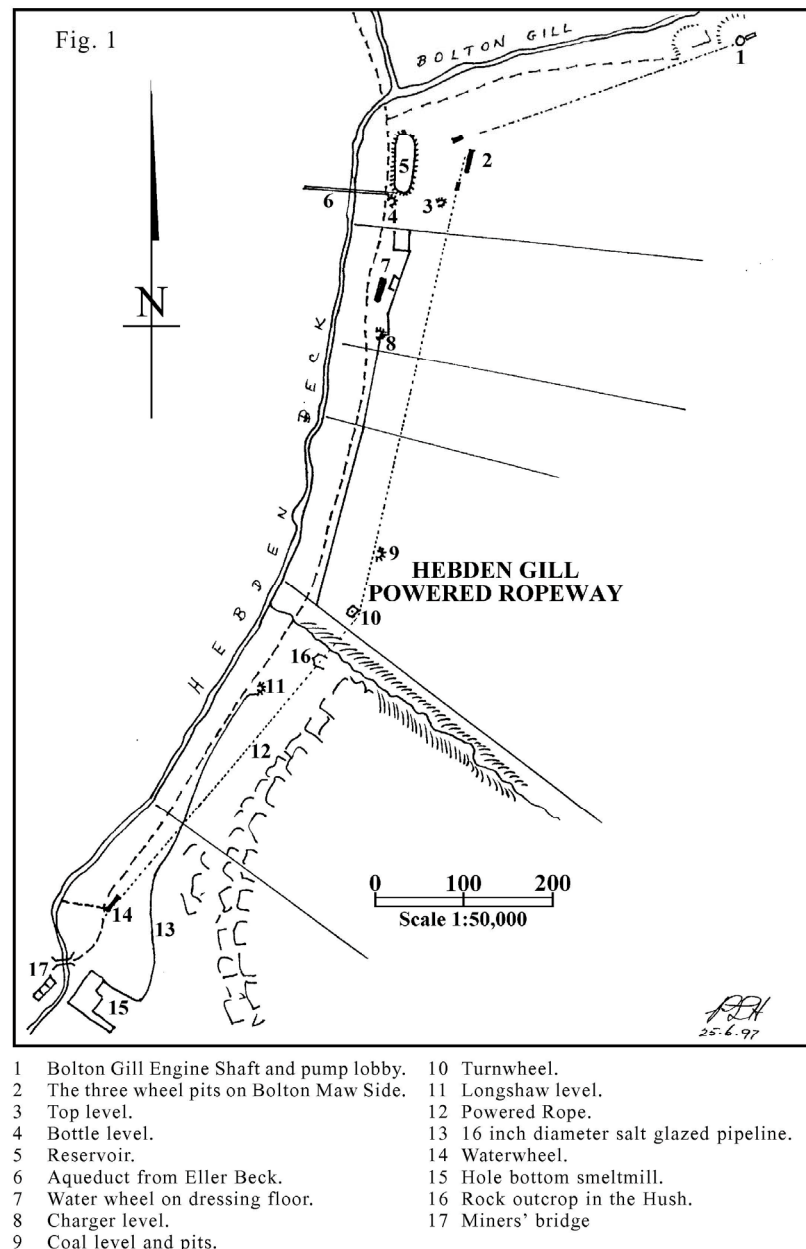 Fig. 1
BOLTON GILL
1
2
3
4
5
6
7
8
N
HEBDEN BECK
9
HEBDEN GILL
POWERED ROPEWAY
10
16
11
12
0 100 200
Scale 1:50,000
13
14
15
17
25-6-97
1 Bolton Gill Engine Shaft and pump lobby.
2 The three wheel pits on Bolton Maw Side.
3 Top level.
4 Bottle level.
5 Reservoir.
6 Aqueduct from Eller Beck.
7 Water wheel on dressing floor.
8 Charger level.
9 Coal level and pits.
10 Turnwheel.
11 Longshaw level.
12 Powered Rope.
13 16 inch diameter salt glazed pipeline.
14 Waterwheel.
15 Hole bottom smeltmill.
16 Rock outcrop in the Hush.
17 Miners' bridge